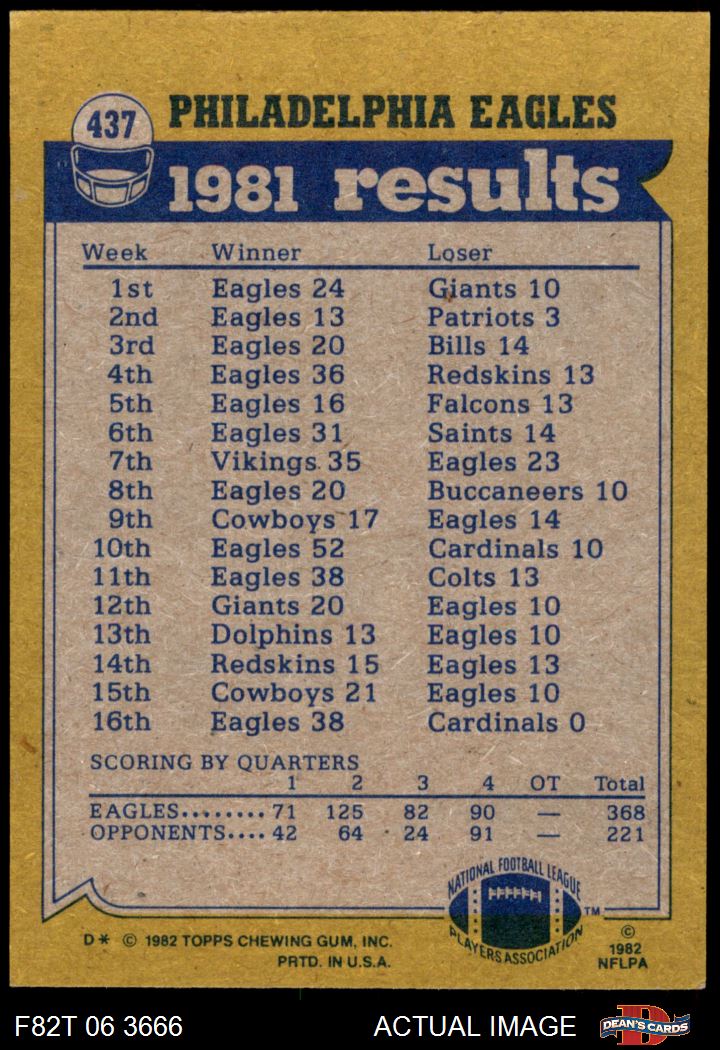 437
PHILADELPHIA EAGLES
1981 results
Week Winner Loser
1st Eagles 24 Giants 10
2nd Eagles 13 Patriots 3
3rd Eagles 20 Bills 14
4th Eagles 36 Redskins 13
5th Eagles 16 Falcons 13
6th Eagles 31 Saints 14
7th Vikings 35 Eagles 23
8th Eagles 20 Buccaneers 10
9th Cowboys 17 Eagles 14
10th Eagles 52 Cardinals 10
11th Eagles 38 Colts 13
12th Giants 20 Eagles 10
13th Dolphins 13 Eagles 10
14th Redskins 15 Eagles 13
15th Cowboys 21 Eagles 10
16th Eagles 38 Cardinals 0
SCORING BY QUARTERS
1 2 3 4 OT Total
EAGLES........ 71 125 82 90 — 368
OPPONENTS.... 42 64 24 91 — 221
NATIONAL FOOTBALL LEAGUE
PLAYERS ASSOCIATION
TM
D* © 1982 TOPPS CHEWING GUM, INC.
PRTD. IN U.S.A.
©
1982
NFLPA
F82T 06 3666 ACTUAL IMAGE
D
DEAN'S CARDS